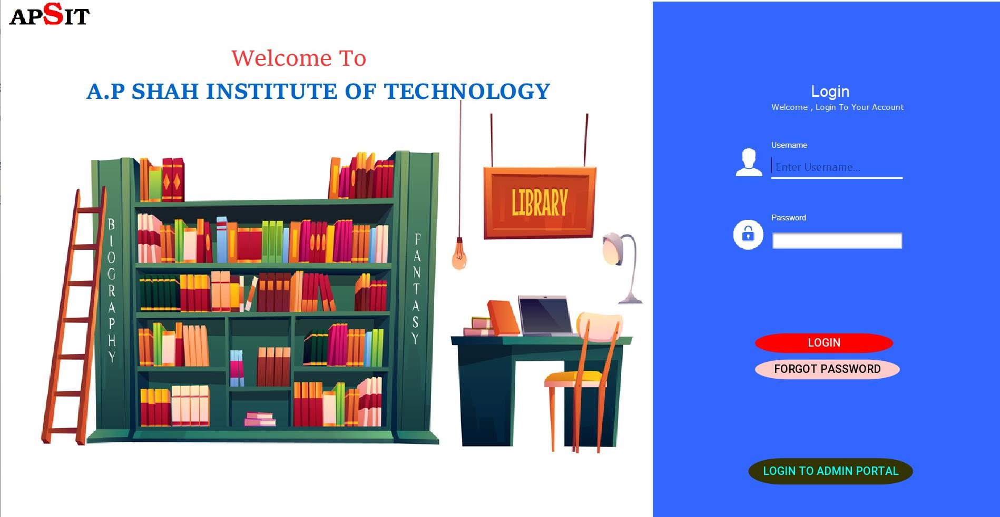 APSIT
Welcome To
A.P SHAH INSTITUTE OF TECHNOLOGY
BIOGRAPHY
FANTASY
LIBRARY
Login
Welcome , Login To Your Account
Username
Enter Username...
Password
LOGIN
FORGOT PASSWORD
LOGIN TO ADMIN PORTAL